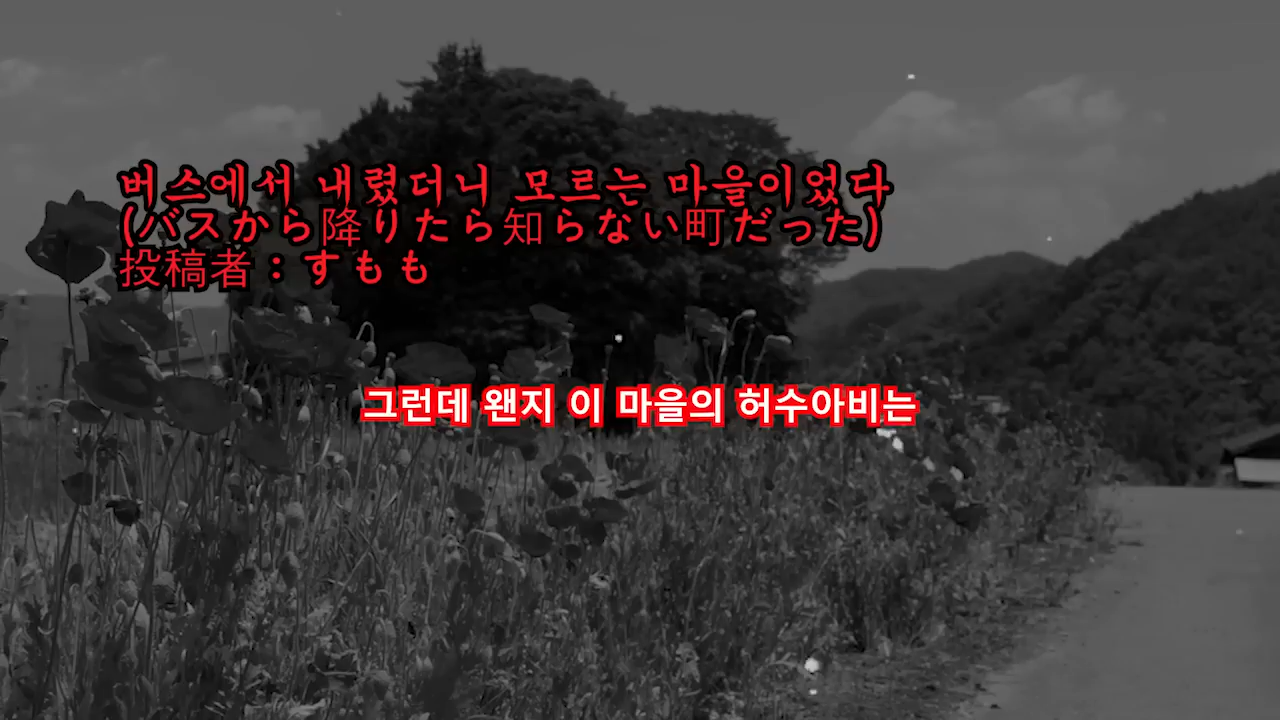 버스에서 내렸더니 모르는 마을이었다
(バスから降りたら知らない町だった)
投稿者：すもも
그런데 왠지 이 마을의 허수아비는